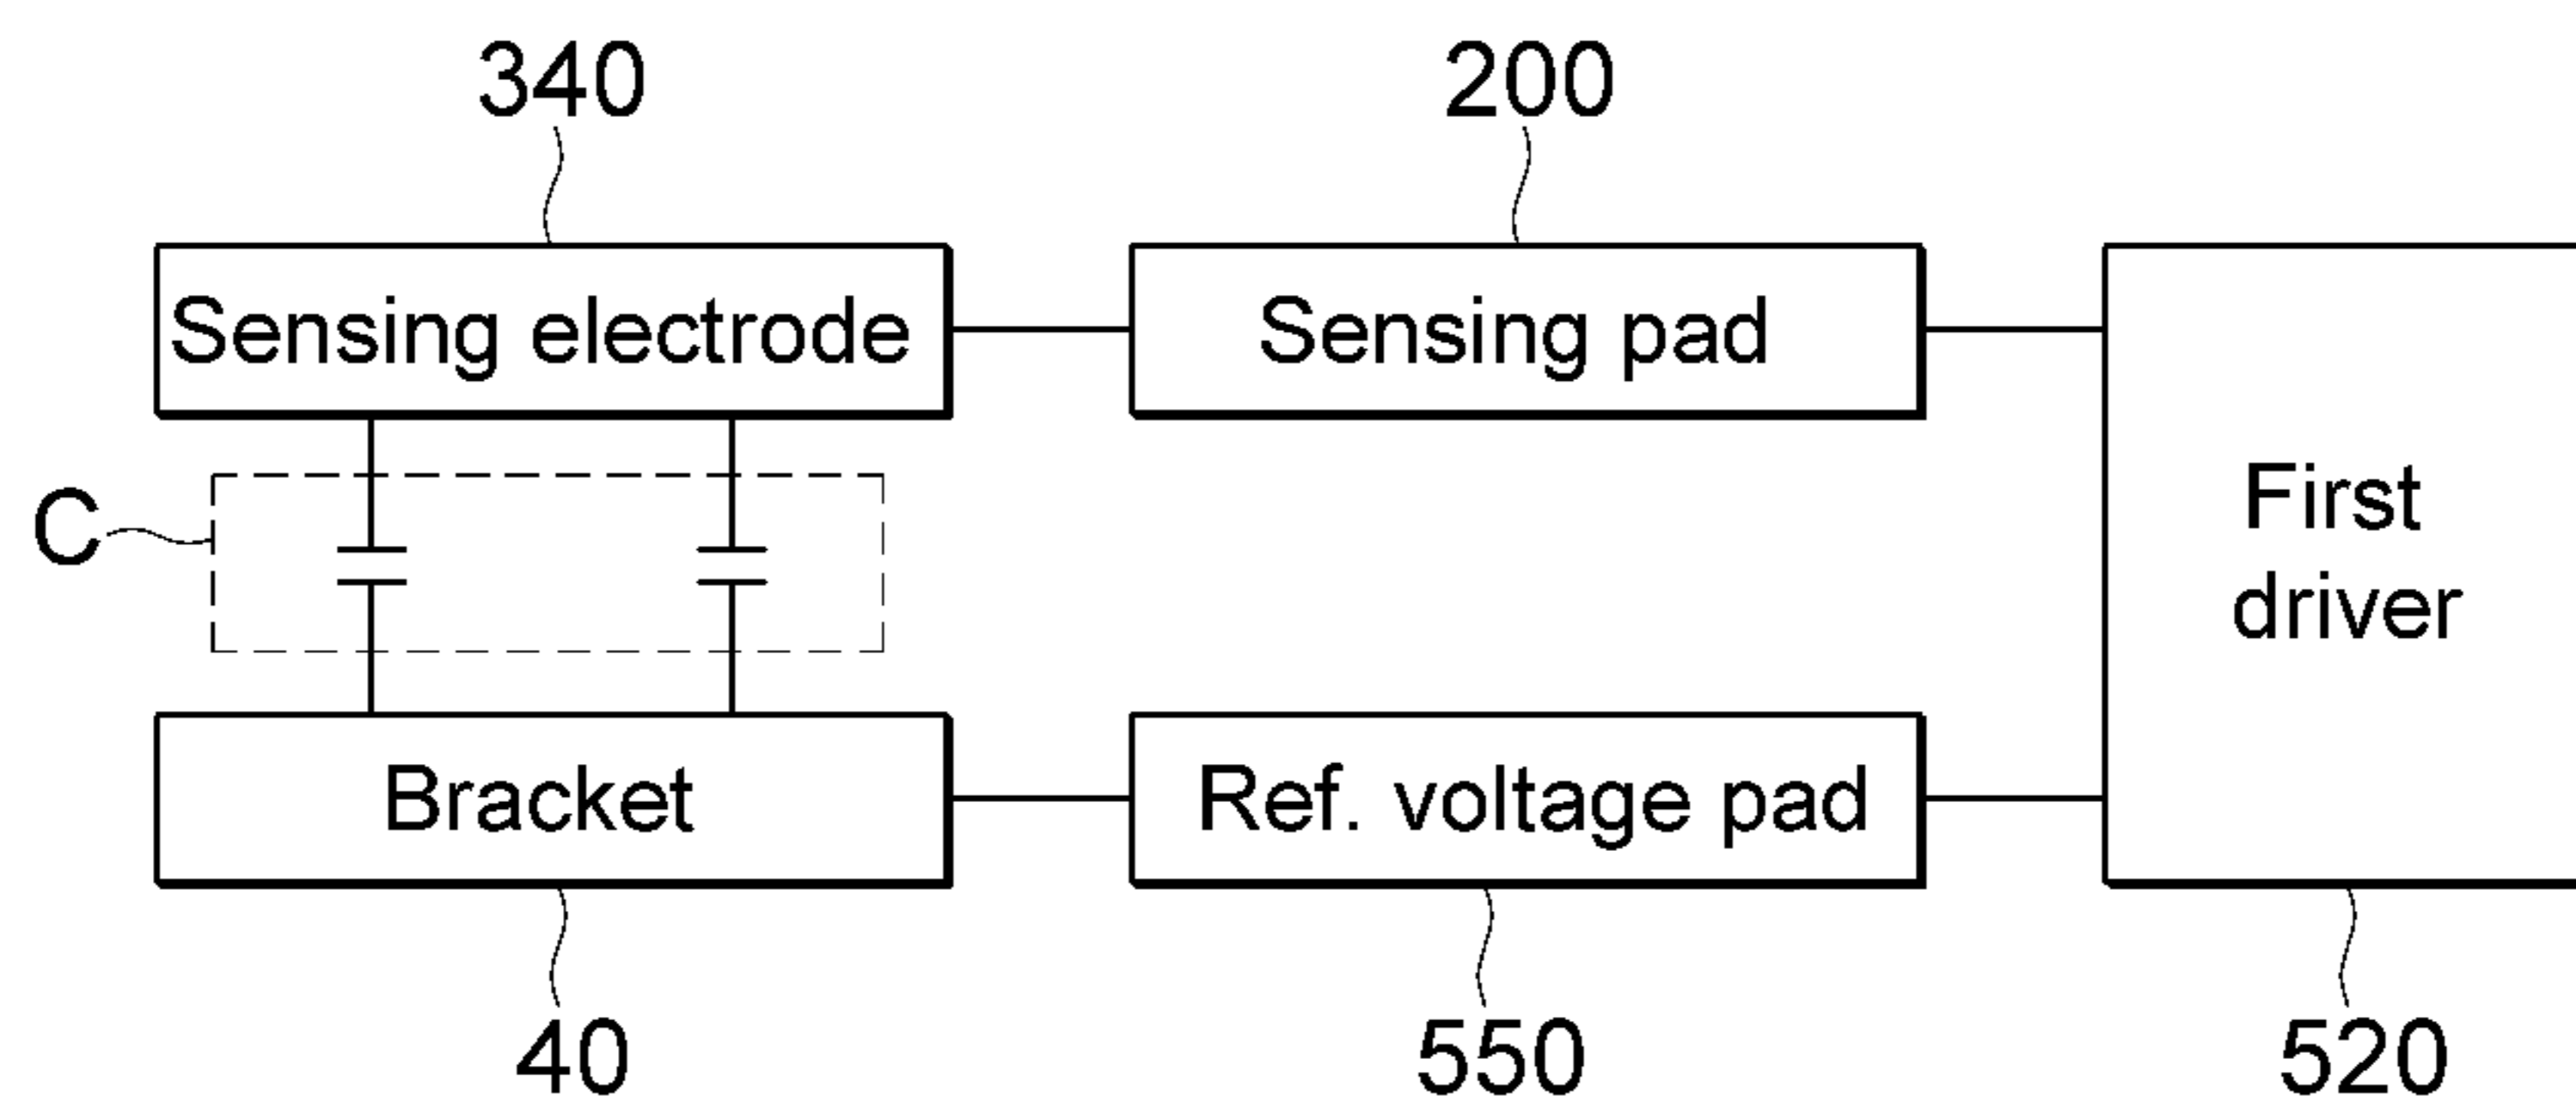 340
200
Sensing electrode
Sensing pad
First
driver
C
Bracket
Ref. voltage pad
40
550
520